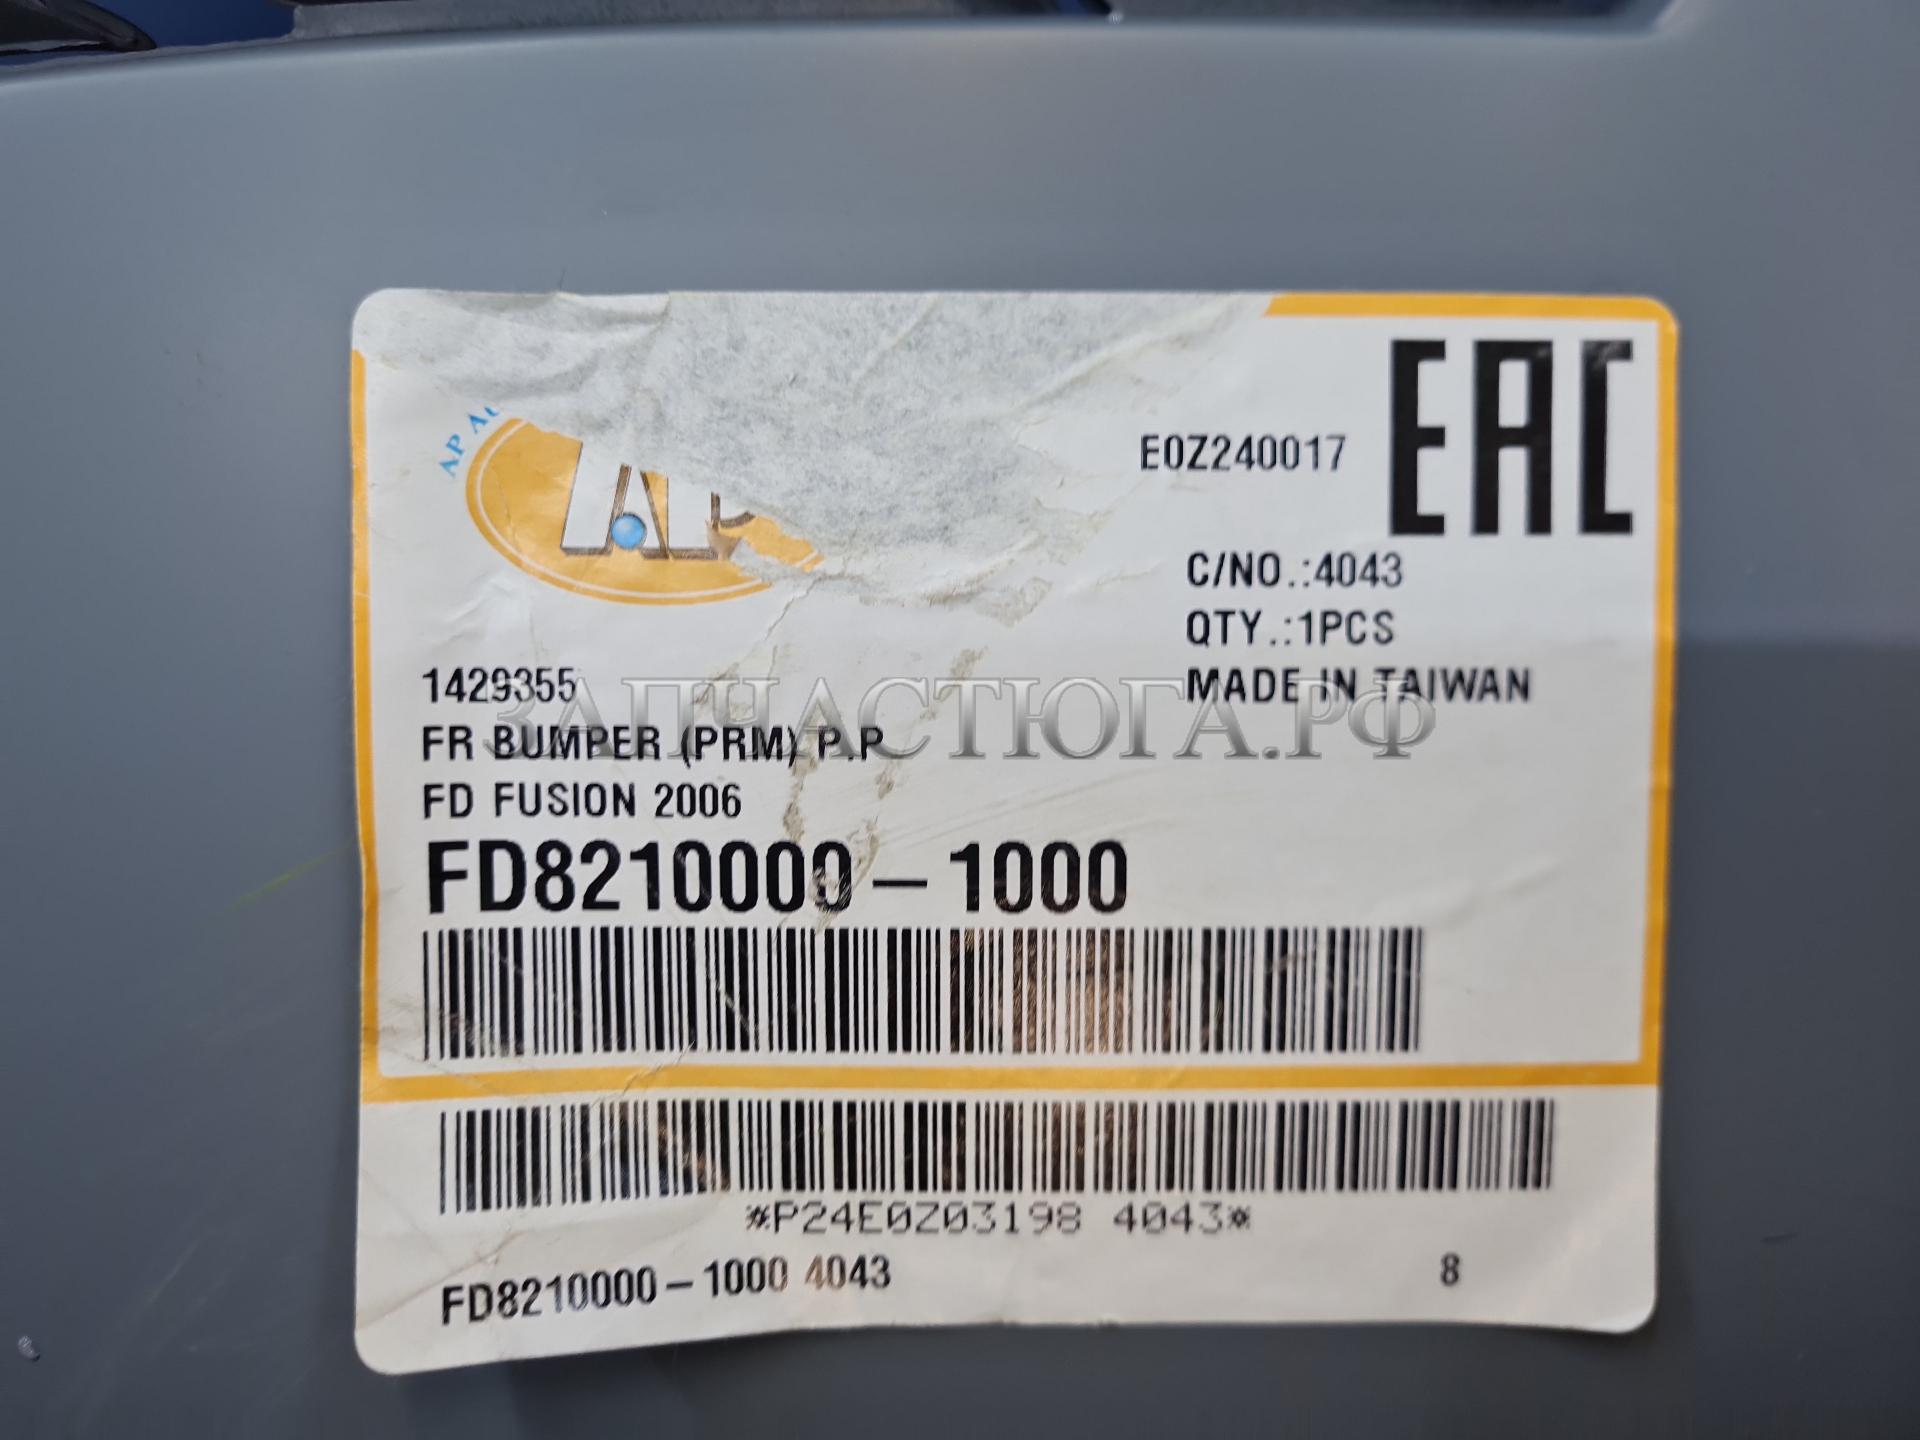 EAC
E0Z240017
AP
C/NO.:4043
QTY.:1PCS
MADE IN TAIWAN
1429355
ЗАПЧАСТЮГА.РФ
FR BUMPER (PRM) P.P
FD FUSION 2006
FD8210000-1000
*P24E0Z03198 4043*
FD8210000-1000 4043
8